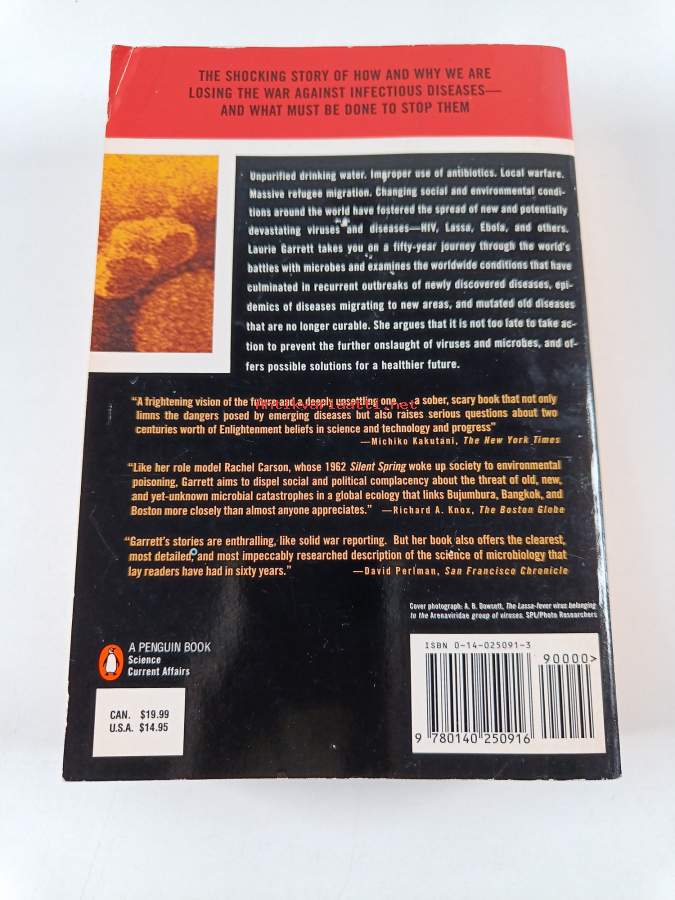 THE SHOCKING STORY OF HOW AND WHY WE ARE
LOSING THE WAR AGAINST INFECTIOUS DISEASES—
AND WHAT MUST BE DONE TO STOP THEM
Unpurified drinking water. Improper use of antibiotics. Local warfare.
Massive refugee migration. Changing social and environmental condi-
tions around the world have fostered the spread of new and potentially
devastating viruses and diseases—HIV, Lassa, Ebola, and others.
Laurie Garrett takes you on a fifty-year journey through the world's
battles with microbes and examines the worldwide conditions that have
culminated in recurrent outbreaks of newly discovered diseases, epi-
demics of diseases migrating to new areas, and mutated old diseases
that are no longer curable. She argues that it is not too late to take ac-
tion to prevent the further onslaught of viruses and microbes, and of-
fers possible solutions for a healthier future.
"A frightening vision of the future and a deeply unsettling one . . . a sober, scary book that not only
limns the dangers posed by emerging diseases but also raises serious questions about two
centuries worth of Enlightenment beliefs in science and technology and progress"
—Michiko Kakutani, The New York Times
Antikvariaatti.net
"Like her role model Rachel Carson, whose 1962 Silent Spring woke up society to environmental
poisoning, Garrett aims to dispel social and political complacency about the threat of old, new,
and yet-unknown microbial catastrophes in a global ecology that links Bujumbura, Bangkok, and
Boston more closely than almost anyone appreciates." —Richard A. Knox, The Boston Globe
"Garrett's stories are enthralling, like solid war reporting. But her book also offers the clearest,
most detailed, and most impeccably researched description of the science of microbiology that
lay readers have had in sixty years." —David Perlman, San Francisco Chronicle
Cover photograph: A. B. Dowsett, The Lassa-fever virus belonging
to the Arenaviridae group of viruses. SPL/Photo Researchers
A PENGUIN BOOK
Science
Current Affairs
CAN. $19.99
U.S.A. $14.95
ISBN 0-14-025091-3
90000>
9 780140 250916